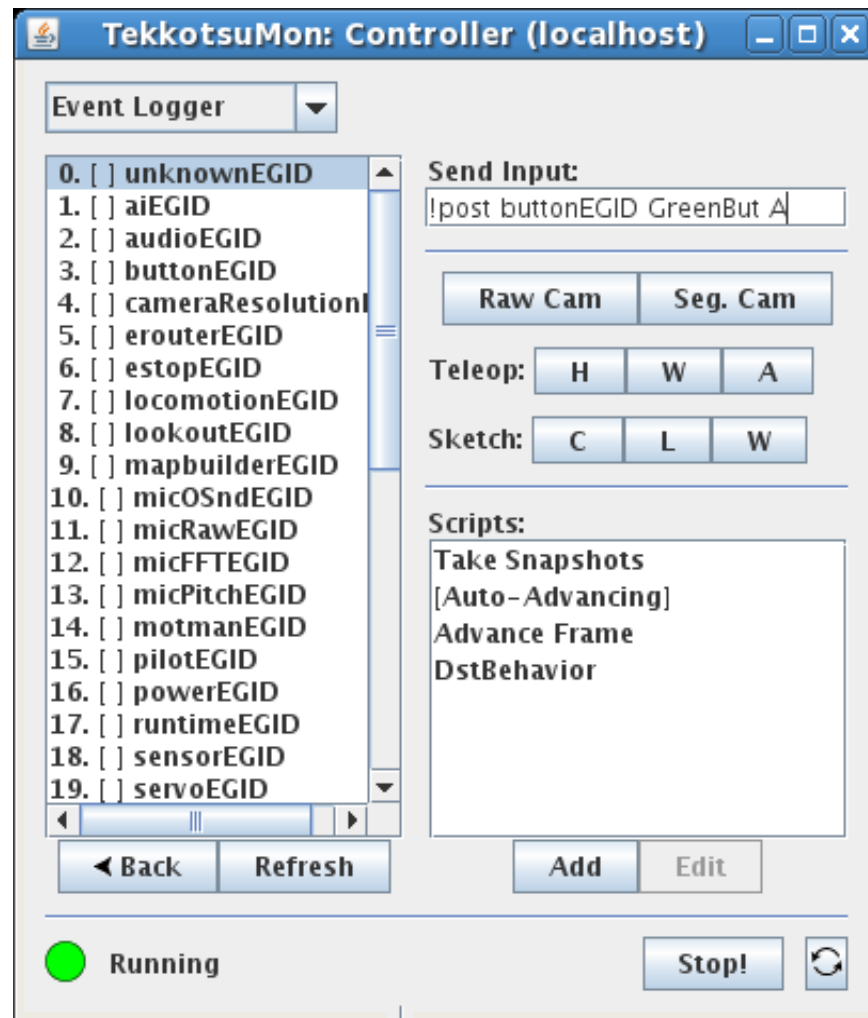 TekkotsuMon: Controller (localhost)
Event Logger
0. [ ] unknownEGID
1. [ ] aiEGID
2. [ ] audioEGID
3. [ ] buttonEGID
4. [ ] cameraResolution
5. [ ] erouterEGID
6. [ ] estopEGID
7. [ ] locomotionEGID
8. [ ] lookoutEGID
9. [ ] mapbuilderEGID
10. [ ] micOSndEGID
11. [ ] micRawEGID
12. [ ] micFFTEGID
13. [ ] micPitchEGID
14. [ ] motmanEGID
15. [ ] pilotEGID
16. [ ] powerEGID
17. [ ] runtimeEGID
18. [ ] sensorEGID
19. [ ] servoEGID
Back Refresh
Send Input:
!post buttonEGID GreenBut A
Raw Cam Seg. Cam
Teleop: H W A
Sketch: C L W
Scripts:
Take Snapshots
[Auto-Advancing]
Advance Frame
DstBehavior
Add Edit
Running Stop!